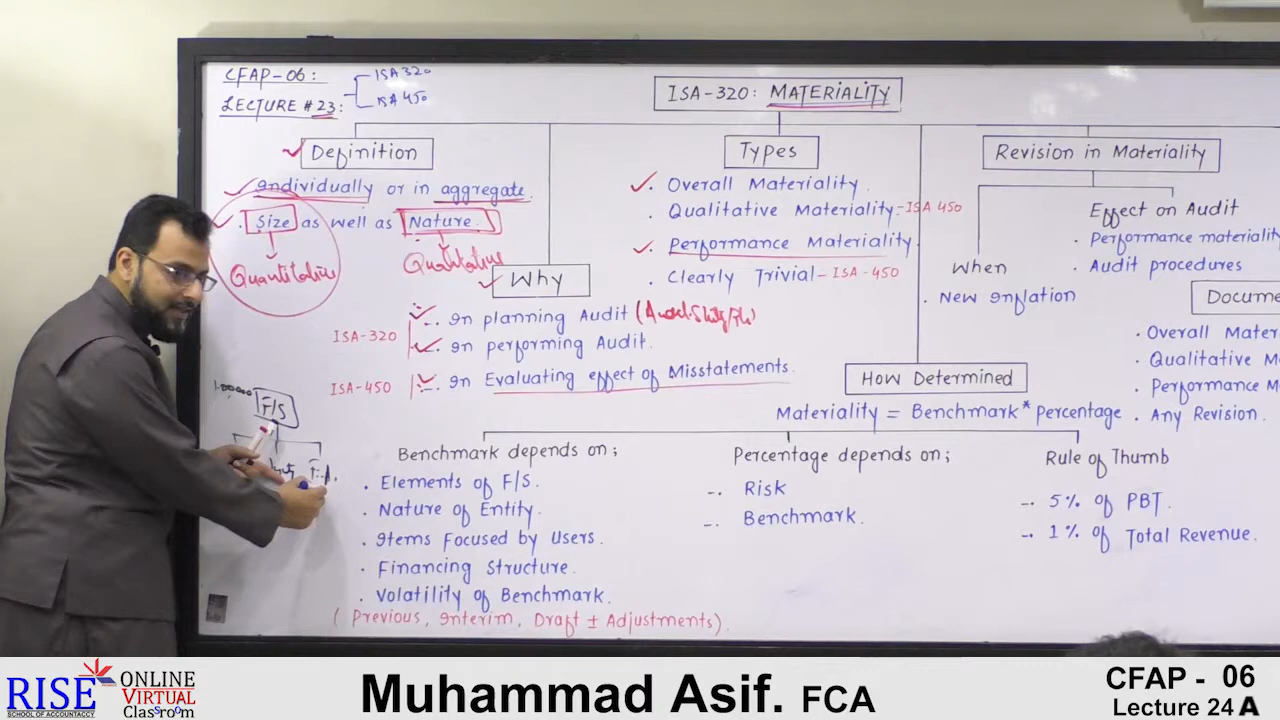 CFAP-06:
LECTURE # 23:
ISA 320
ISA 450
ISA-320: MATERIALITY
Definition
Individually or in aggregate.
Size as well as Nature.
Quantitative
Qualitative
Why
ISA-320
In planning Audit
In performing Audit.
ISA-450
In Evaluating effect of Misstatements.
F/S
Types
Overall Materiality.
Qualitative Materiality-ISA 450
Performance Materiality
Clearly Trivial-ISA-450
Revision in Materiality
When
New Inflation
Effect on Audit
Performance materiality
Audit procedures
Docume
Overall Mater
Qualitative M
Performance M
Any Revision.
How Determined
Materiality = Benchmark * Percentage
Benchmark depends on;
Elements of F/S.
Nature of Entity.
Items Focused by Users.
Financing Structure.
Volatility of Benchmark.
(Previous, Interim, Draft ± Adjustments).
Percentage depends on;
Risk
Benchmark.
Rule of Thumb
5% of PBT.
1% of Total Revenue.
RISE
SCHOOL OF ACCOUNTANCY
ONLINE
VIRTUAL
Classroom
Muhammad Asif. FCA
CFAP - 06
Lecture 24 A